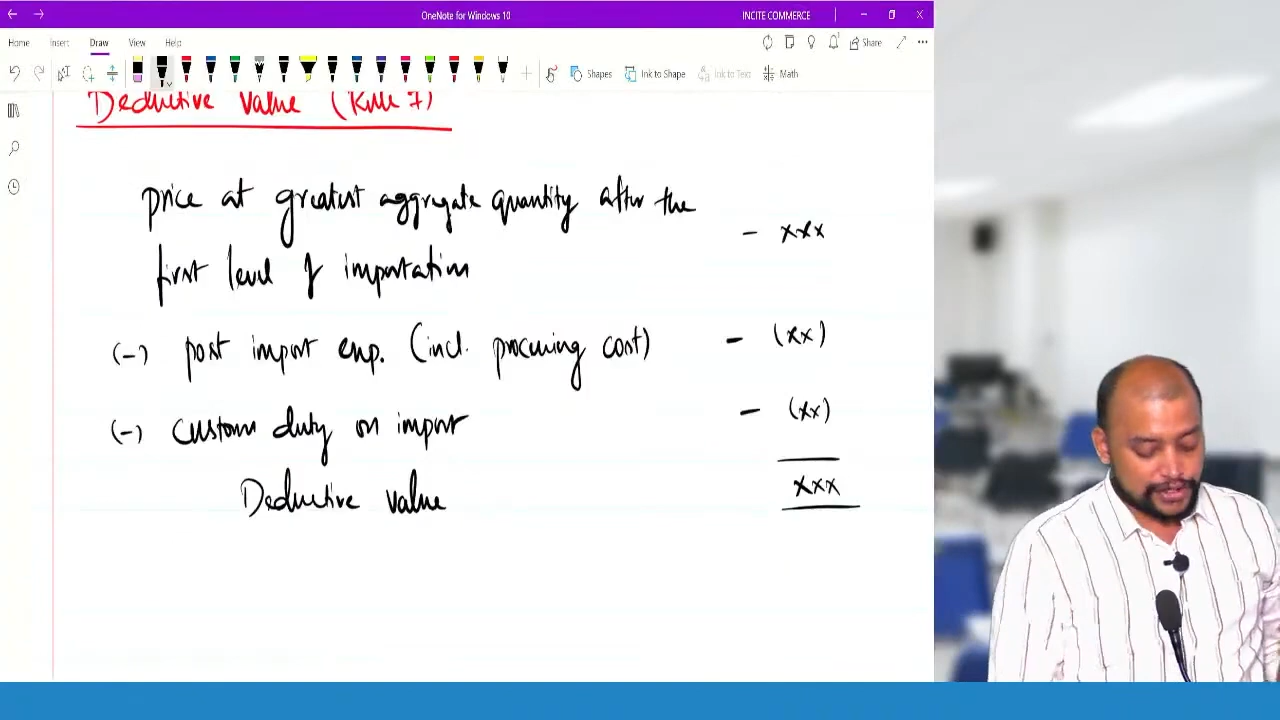 OneNote for Windows 10
INCITE COMMERCE
Home Insert Draw View Help
Share
Shapes
Ink to Shape
Ink to Text
Math
Deductive Value (Rule 7)
price at greatest aggregate quantity after the
first level of importation - xxx
(-) post import exp. (incl. procuring cost) - (xx)
(-) custom duty on import - (xx)
Deductive value xxx